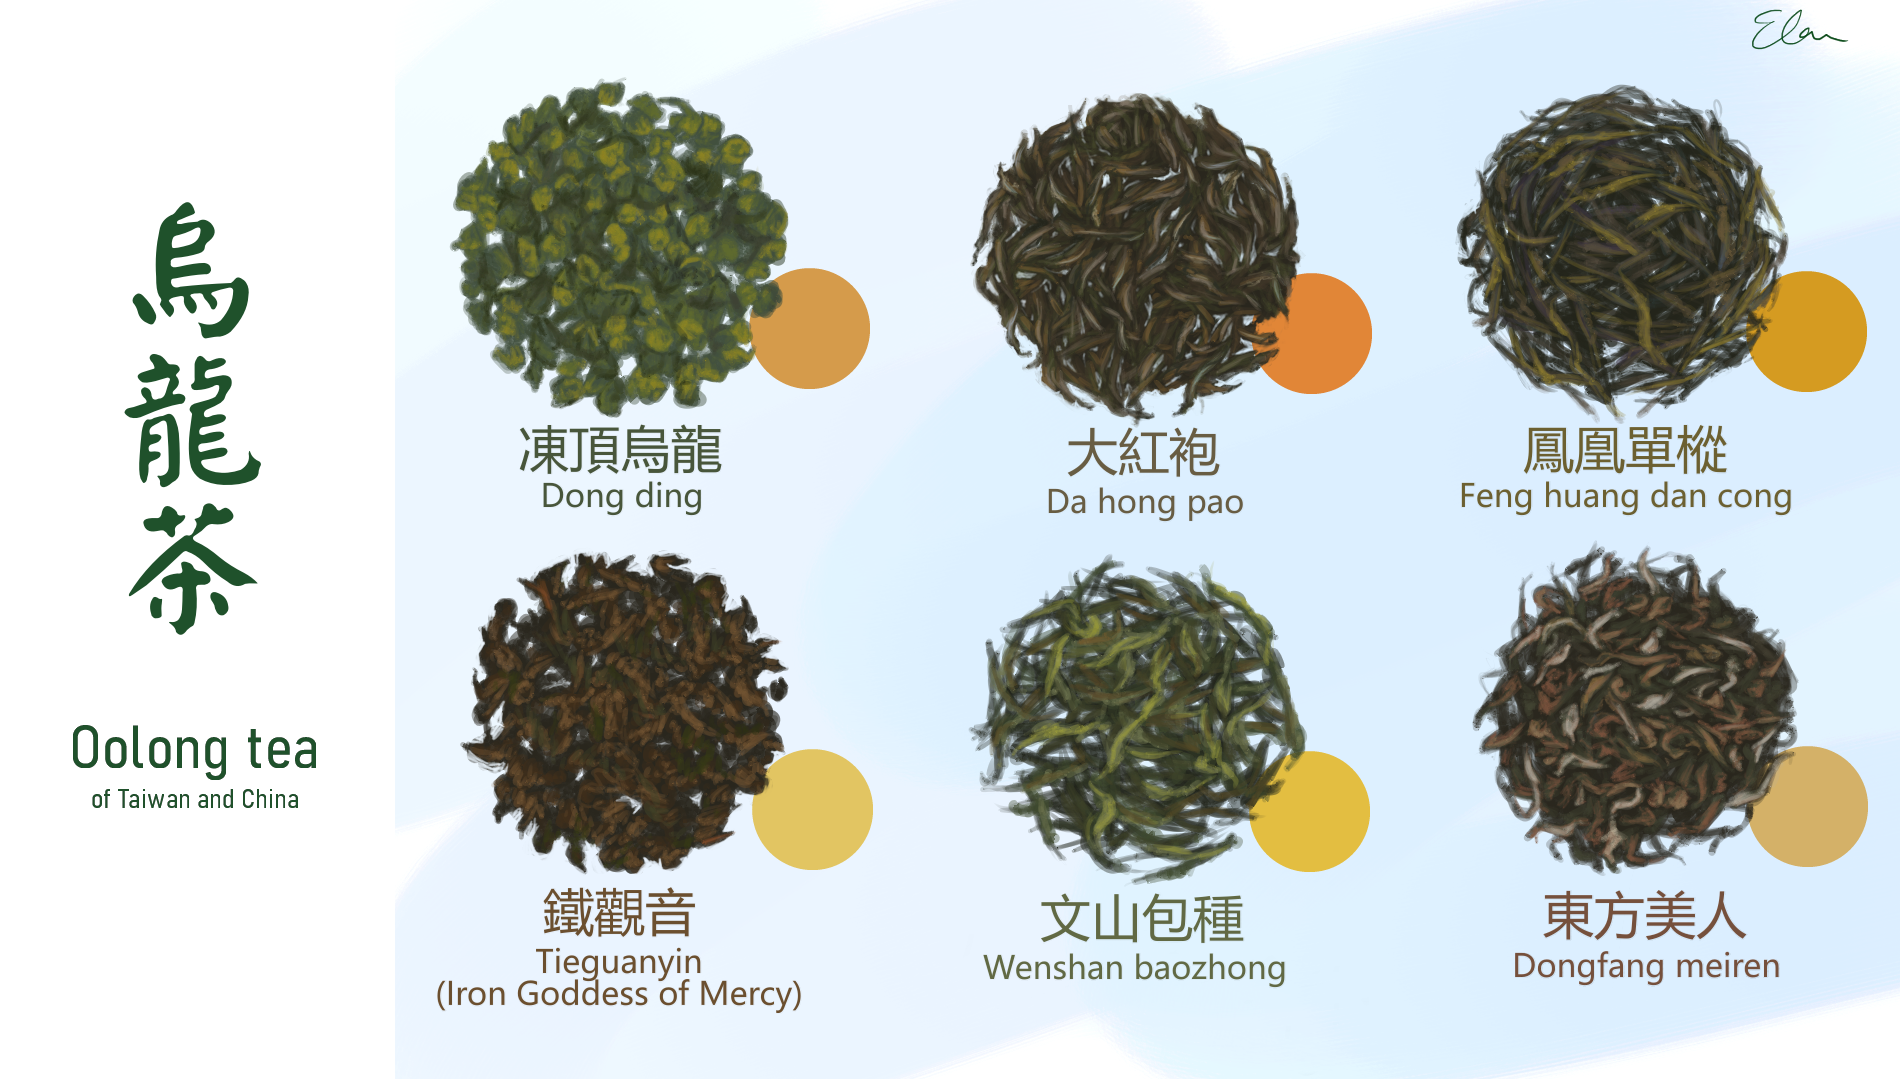 烏龍茶
Oolong tea
of Taiwan and China
Elan
凍頂烏龍
Dong ding
大紅袍
Da hong pao
鳳凰單樅
Feng huang dan cong
鐵觀音
Tieguanyin
(Iron Goddess of Mercy)
文山包種
Wenshan baozhong
東方美人
Dongfang meiren